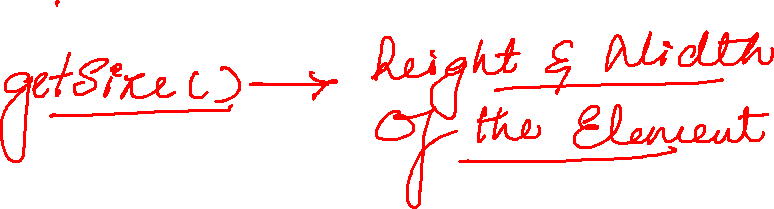 getSize() → Height & Width
Of the Element